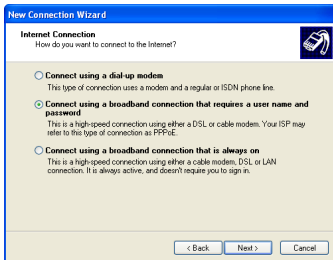 New Connection Wizard
Internet Connection
How do you want to connect to the Internet?
Connect using a dial-up modem
This type of connection uses a modem and a regular or ISDN phone line.
Connect using a broadband connection that requires a user name and
password
This is a high-speed connection using either a DSL or cable modem. Your ISP may
refer to this type of connection as PPPoE.
Connect using a broadband connection that is always on
This is a high-speed connection using either a cable modem, DSL or LAN
connection. It is always active, and doesn't require you to sign in.
< Back Next > Cancel